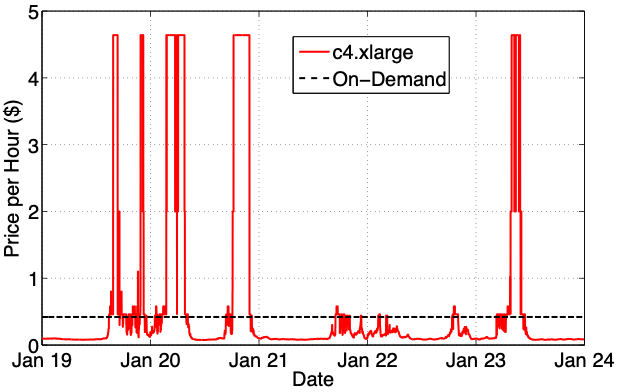 5
4
3
2
1
0
Price per Hour ($)
c4.xlarge
On-Demand
Jan 19 Jan 20 Jan 21 Jan 22 Jan 23 Jan 24
Date